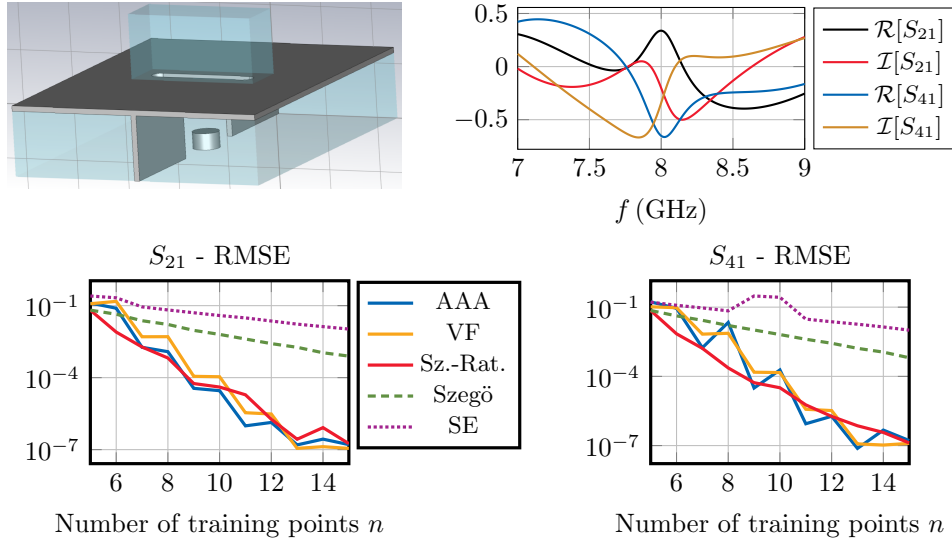 0.5
0
−0.5
7
7.5
8
8.5
9
f (GHz)
R[S21]
I[S21]
R[S41]
I[S41]
S21 - RMSE
10−1
10−4
10−7
6
8
10
12
14
Number of training points n
AAA
VF
Sz.-Rat.
Szegö
SE
S41 - RMSE
10−1
10−4
10−7
6
8
10
12
14
Number of training points n